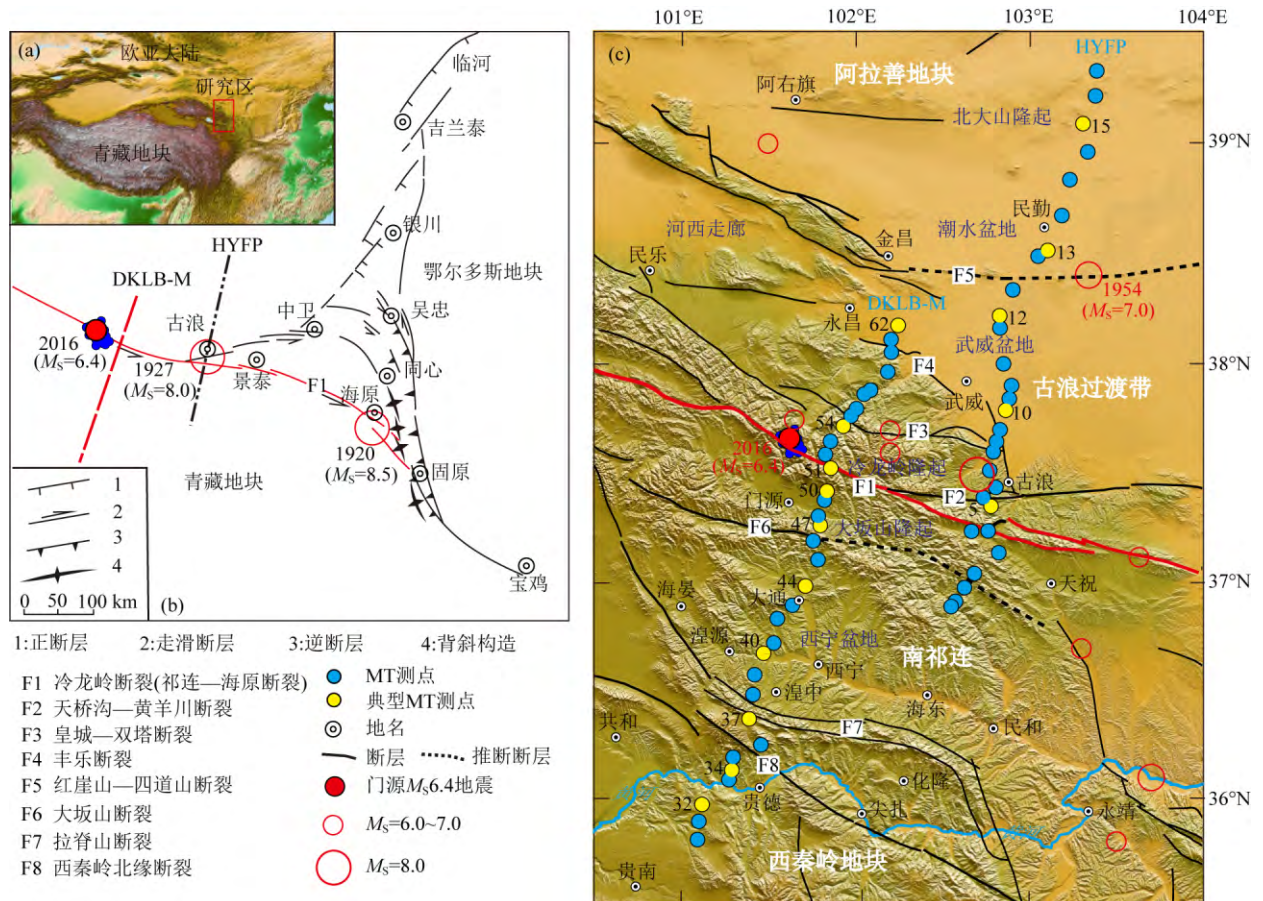 (a)
欧亚大陆
研究区
青藏地块
临河
吉兰泰
银川
HYFP
鄂尔多斯地块
DKLB-M
中卫
吴忠
古浪
2016
(MS=6.4)
1927
(MS=8.0)
景泰
同心
F1
海原
1920
(MS=8.5)
固原
青藏地块
宝鸡
1
2
3
4
0 50 100 km
(b)
1:正断层 2:走滑断层 3:逆断层 4:背斜构造
F1 冷龙岭断裂(祁连—海原断裂)
F2 天桥沟—黄羊川断裂
F3 皇城—双塔断裂
F4 丰乐断裂
F5 红崖山—四道山断裂
F6 大坂山断裂
F7 拉脊山断裂
F8 西秦岭北缘断裂
MT测点
典型MT测点
地名
断层 推断断层
门源MS6.4地震
MS=6.0~7.0
MS=8.0
101°E 102°E 103°E 104°E
(c)
HYFP
阿拉善地块
阿右旗
北大山隆起
15
39°N
民勤
河西走廊
潮水盆地
金昌
13
民乐
F5
1954
(MS=7.0)
DKLB-M
永昌
62
12
武威盆地
F4
38°N
武威
古浪过渡带
10
54
F3
2016
(MS=6.4)
冷龙岭隆起
51
F1
古浪
50
F2
门源
5
47
大坂山隆起
F6
44
天祝
37°N
大通
海晏
湟源
40
西宁盆地
西宁
南祁连
湟中
海东
共和
37
民和
F7
34
F8
化隆
贵德
36°N
32
尖扎
永靖
西秦岭地块
贵南